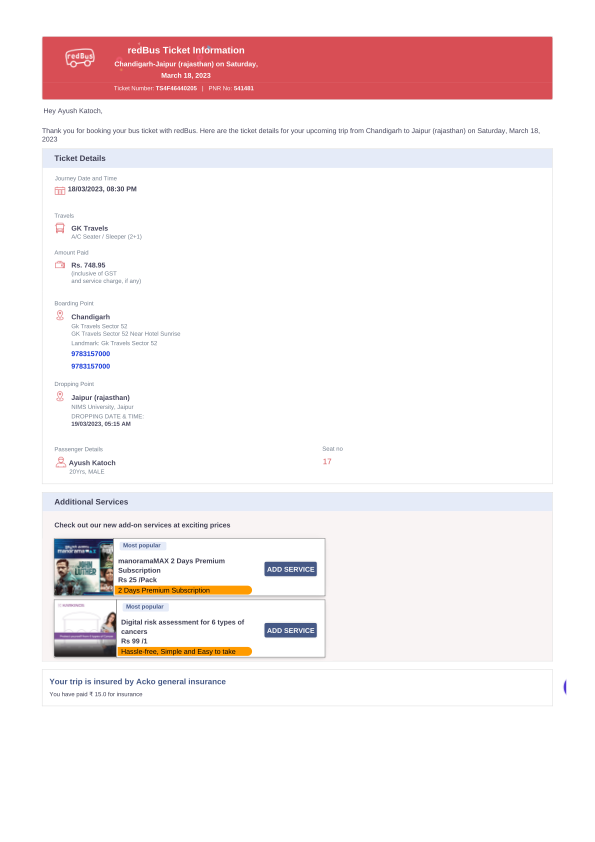 redBus
redBus Ticket Information
Chandigarh-Jaipur (rajasthan) on Saturday,
March 18, 2023
Ticket Number: TS4F46440205 | PNR No: 541481
Hey Ayush Katoch,
Thank you for booking your bus ticket with redBus. Here are the ticket details for your upcoming trip from Chandigarh to Jaipur (rajasthan) on Saturday, March 18,
2023
Ticket Details
Journey Date and Time
18/03/2023, 08:30 PM
Travels
GK Travels
A/C Seater / Sleeper (2+1)
Amount Paid
Rs. 748.95
(inclusive of GST
and service charge, if any)
Boarding Point
Chandigarh
Gk Travels Sector 52
GK Travels Sector 52 Near Hotel Sunrise
Landmark: Gk Travels Sector 52
9783157000
9783157000
Dropping Point
Jaipur (rajasthan)
NIMS University, Jaipur
DROPPING DATE & TIME:
19/03/2023, 05:15 AM
Passenger Details
Seat no
Ayush Katoch
17
20Yrs, MALE
Additional Services
Check out our new add-on services at exciting prices
manoramaMAX
JOHN
LUTHER
Most popular
manoramaMAX 2 Days Premium
Subscription
Rs 25 /Pack
2 Days Premium Subscription
ADD SERVICE
Most popular
Digital risk assessment for 6 types of
cancers
Rs 99 /1
Hassle-free, Simple and Easy to take
ADD SERVICE
Your trip is insured by Acko general insurance
You have paid ₹ 15.0 for insurance